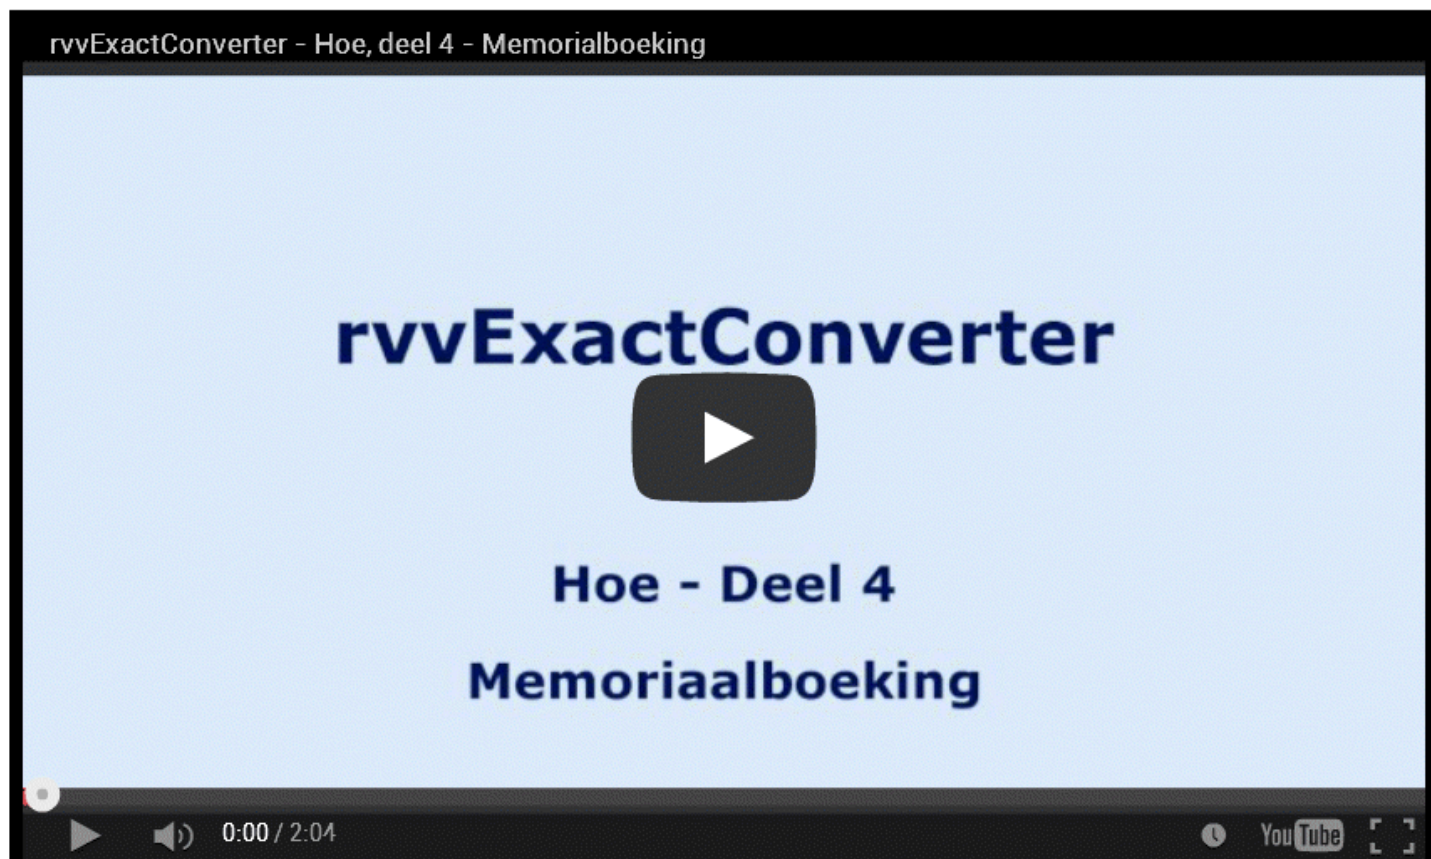 rvvExactConverter - Hoe, deel 4 - Memorialboeking
rvvExactConverter
Hoe - Deel 4
Memoriaalboeking
0:00 / 2:04
YouTube